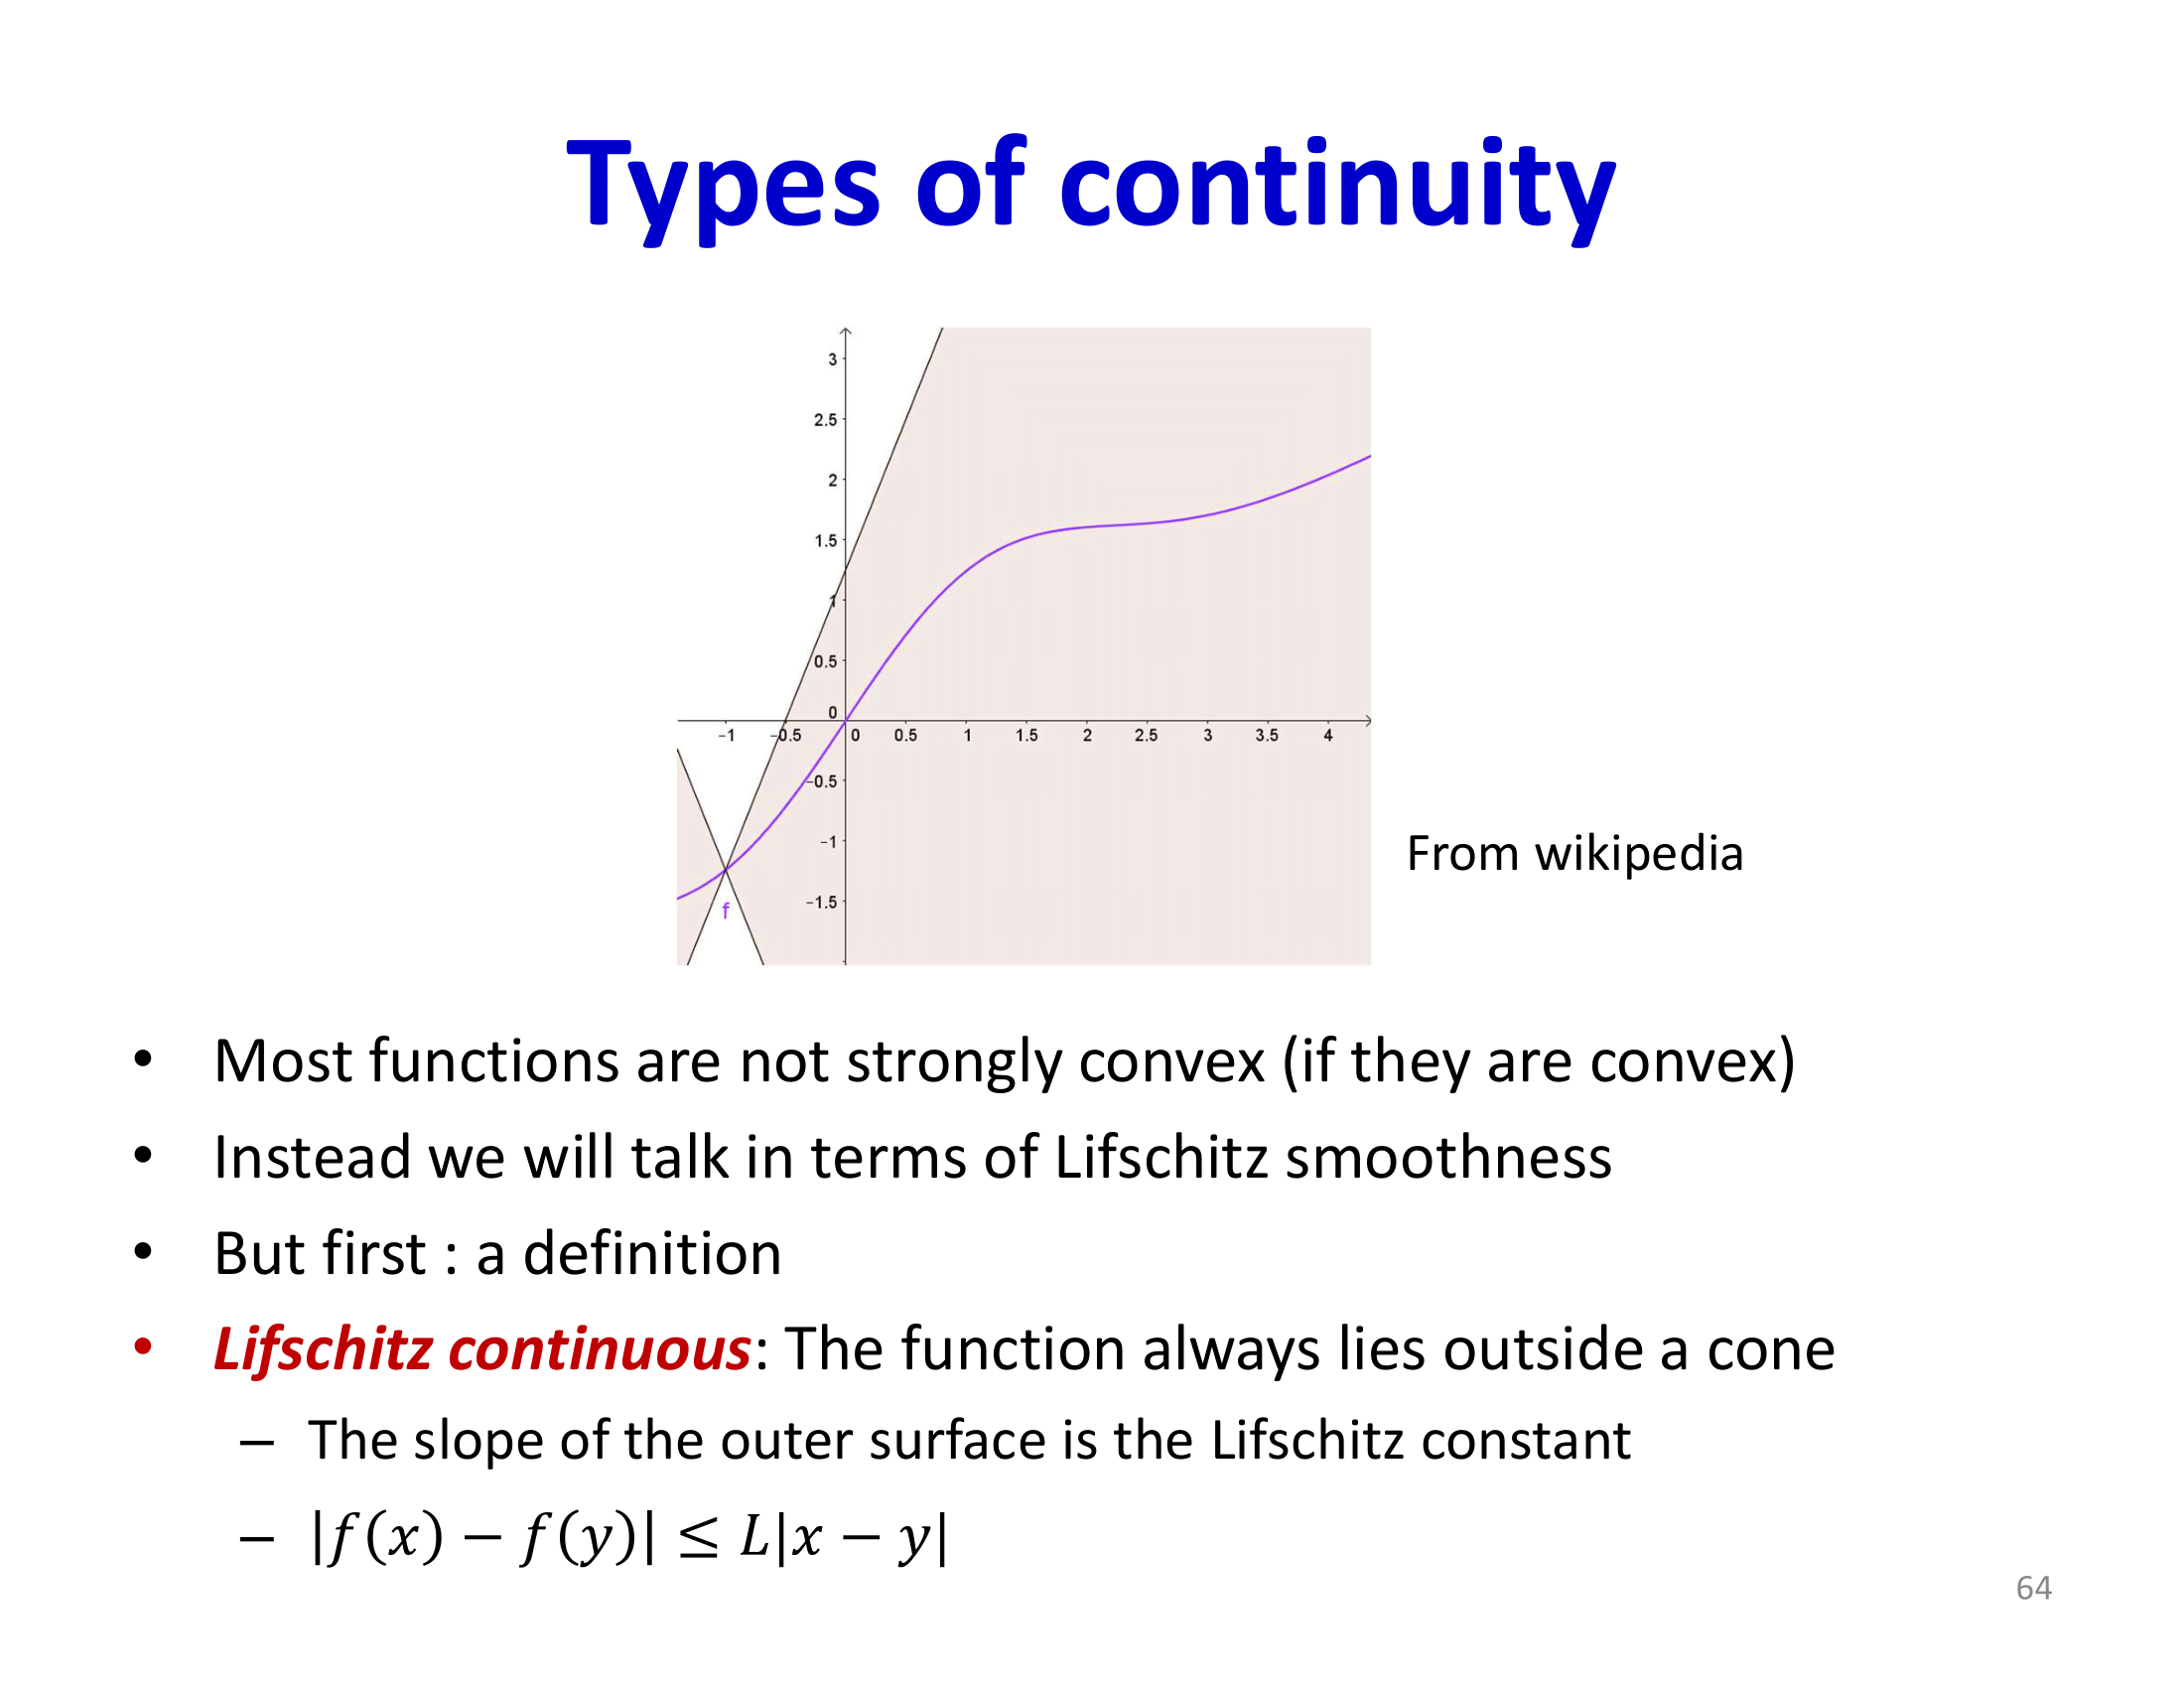 Types of continuity
3
2.5
2
1.5
1
0.5
0
−1 −0.5 0 0.5 1 1.5 2 2.5 3 3.5 4
−0.5
−1
−1.5
f
From wikipedia
• Most functions are not strongly convex (if they are convex)
• Instead we will talk in terms of Lifschitz smoothness
• But first : a definition
• Lifschitz continuous: The function always lies outside a cone
– The slope of the outer surface is the Lifschitz constant
– |f(x) − f(y)| ≤ L|x − y|
64